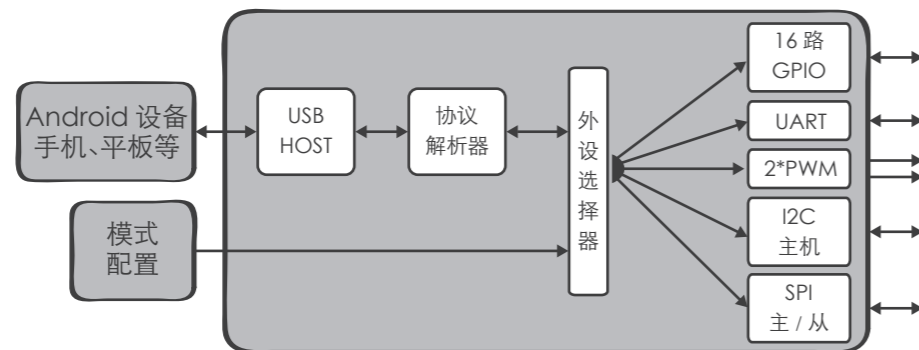 Android 设备
手机、平板等
模式
配置
USB
HOST
协议
解析器
外设选择器
16 路
GPIO
UART
2*PWM
I2C
主机
SPI
主 / 从